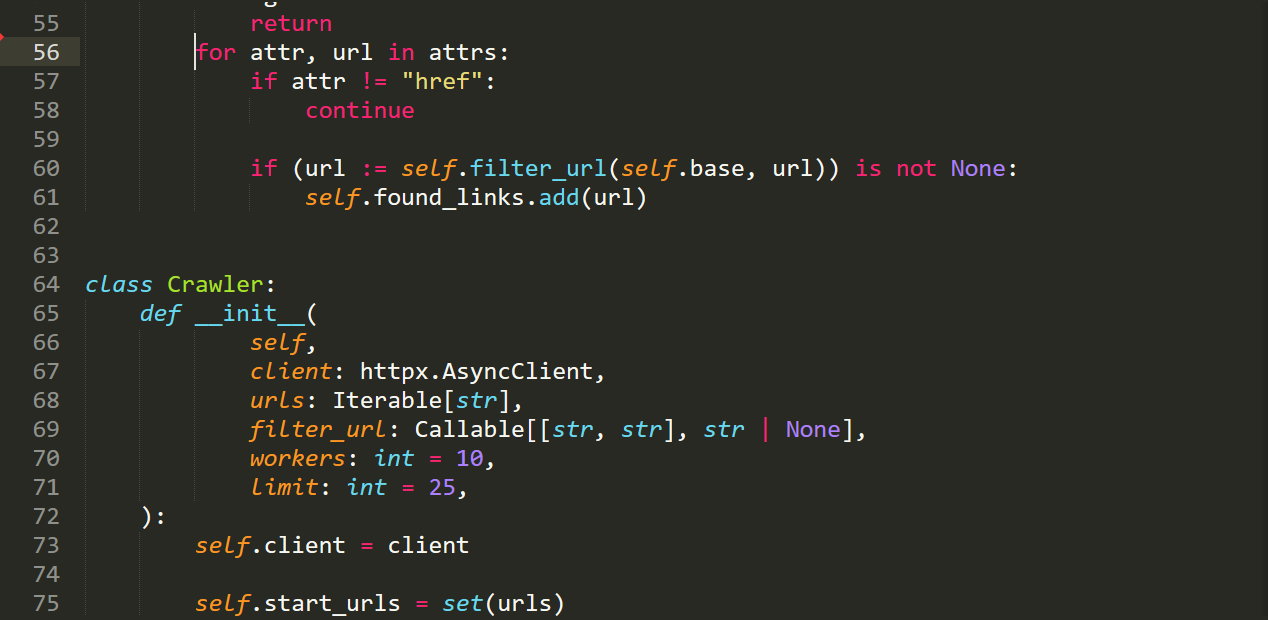 55 return
56 for attr, url in attrs:
57 if attr != "href":
58 continue
59
60 if (url := self.filter_url(self.base, url)) is not None:
61 self.found_links.add(url)
62
63
64 class Crawler:
65 def __init__(
66 self,
67 client: httpx.AsyncClient,
68 urls: Iterable[str],
69 filter_url: Callable[[str, str], str | None],
70 workers: int = 10,
71 limit: int = 25,
72 ):
73 self.client = client
74
75 self.start_urls = set(urls)